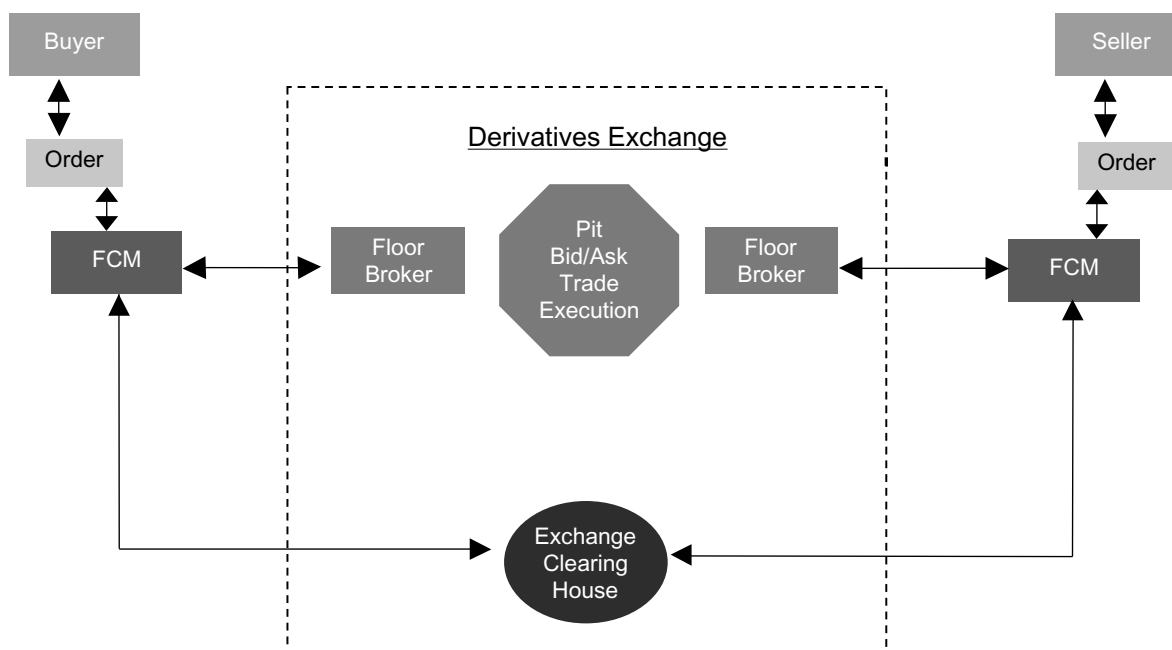 Buyer
Seller
Derivatives Exchange
Order
Order
FCM
Floor
Broker
Pit
Bid/Ask
Trade
Execution
Floor
Broker
FCM
Exchange
Clearing
House